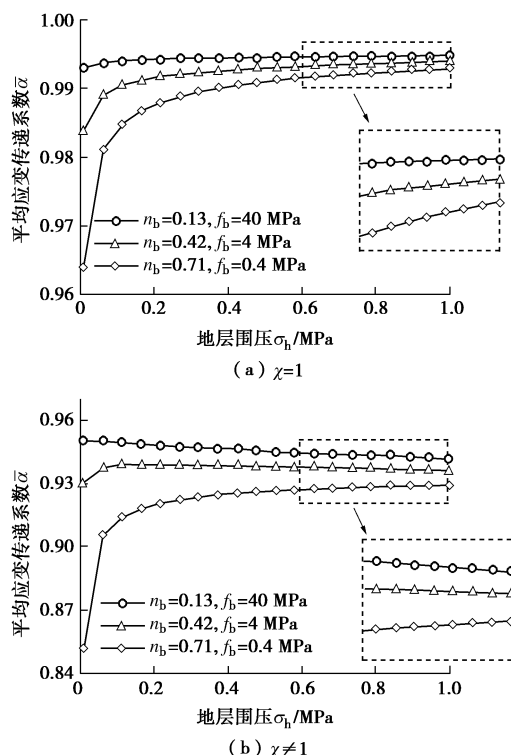 1.00
0.99
0.98
0.97
0.96
平均应变传递系数α̅
n_b=0.13, f_b=40 MPa
n_b=0.42, f_b=4 MPa
n_b=0.71, f_b=0.4 MPa
0 0.2 0.4 0.6 0.8 1.0
地层围压σ_h/MPa
(a) χ=1
0.96
0.93
0.90
0.87
0.84
平均应变传递系数α̅
n_b=0.13, f_b=40 MPa
n_b=0.42, f_b=4 MPa
n_b=0.71, f_b=0.4 MPa
0 0.2 0.4 0.6 0.8 1.0
地层围压σ_h/MPa
(b) χ≠1